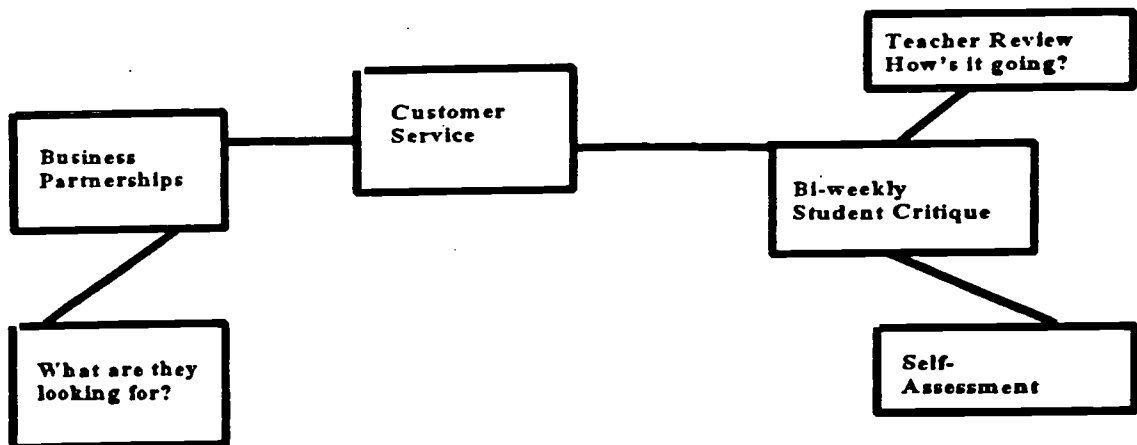 Teacher Review
How's it going?
Customer
Service
Business
Partnerships
Bi-weekly
Student Critique
What are they
looking for?
Self-
Assessment